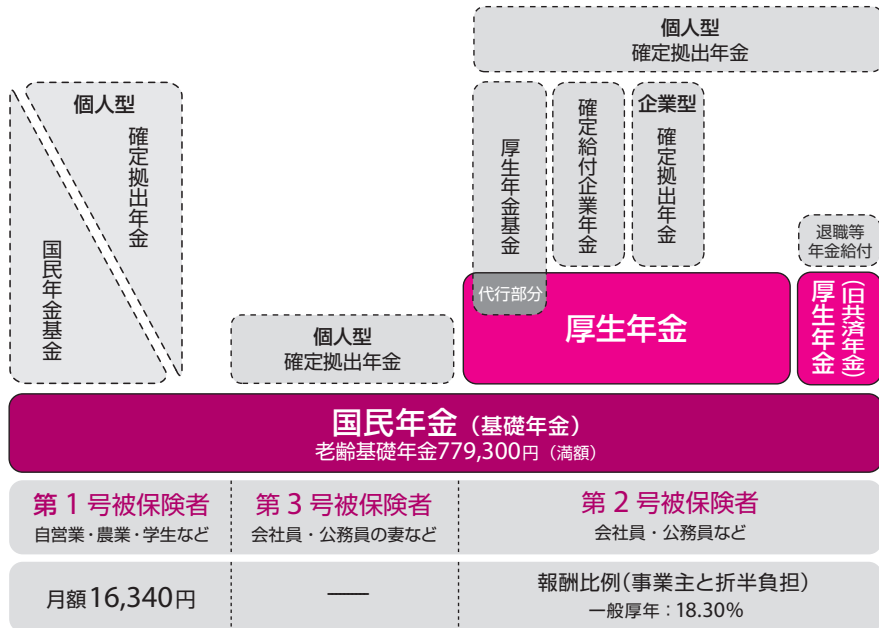 個人型
確定拠出年金
個人型
確定拠出年金
国民年金基金
厚生年金基金
確定給付企業年金
企業型
確定拠出年金
退職等
年金給付
代行部分
厚生年金
厚生年金
(旧共済年金)
個人型
確定拠出年金
国民年金（基礎年金）
老齢基礎年金779,300円（満額）
第1号被保険者
自営業・農業・学生など
第3号被保険者
会社員・公務員の妻など
第2号被保険者
会社員・公務員など
月額16,340円
――
報酬比例(事業主と折半負担)
一般厚年：18.30%